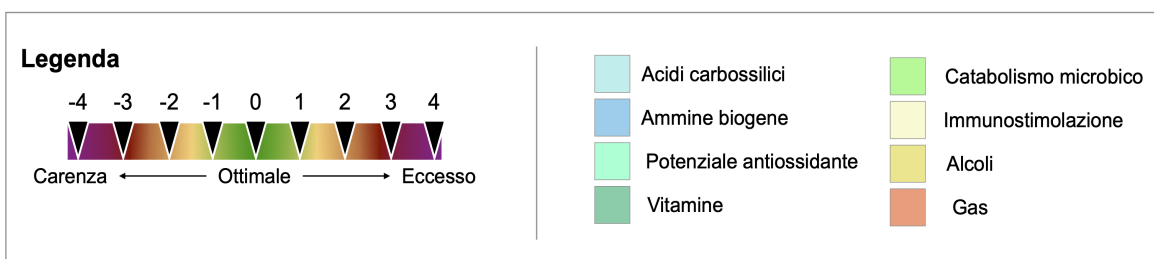 Legenda
-4 -3 -2 -1 0 1 2 3 4
Carenza Ottimale Eccesso
Acidi carbossilici
Ammine biogene
Potenziale antiossidante
Vitamine
Catabolismo microbico
Immunostimolazione
Alcoli
Gas